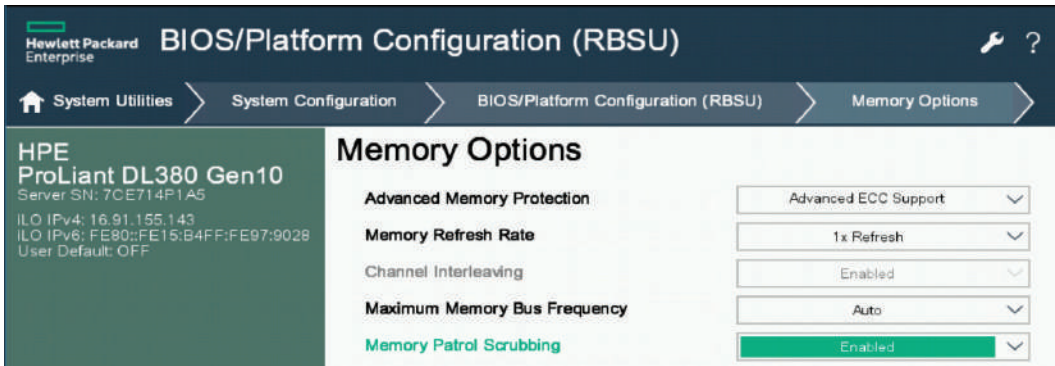 Hewlett Packard
Enterprise
BIOS/Platform Configuration (RBSU)
?
System Utilities
System Configuration
BIOS/Platform Configuration (RBSU)
Memory Options
HPE
ProLiant DL380 Gen10
Server SN: 7CE714P1A5
iLO IPv4: 16.91.155.143
iLO IPv6: FE80::FE15:B4FF:FE97:9028
User Default: OFF
Memory Options
Advanced Memory Protection
Advanced ECC Support
Memory Refresh Rate
1x Refresh
Channel Interleaving
Enabled
Maximum Memory Bus Frequency
Auto
Memory Patrol Scrubbing
Enabled